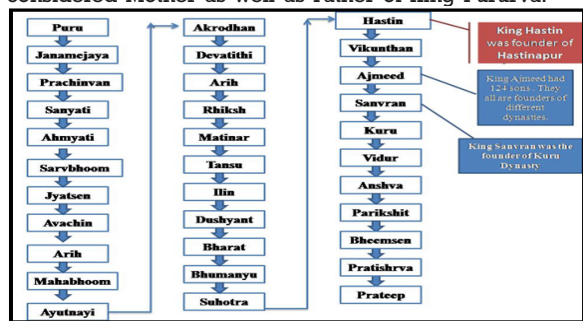 considered Mother as well as father of King Pururva.
Puru
Janamejaya
Prachinvan
Sanyati
Ahmyati
Sarvbhoom
Jyatsen
Avachin
Arih
Mahabhoom
Ayutnayi
Akrodhan
Devatithi
Arih
Rhiksh
Matinar
Tansu
Ilin
Dushyant
Bharat
Bhumanyu
Suhotra
Hastin
Vikunthan
Ajmeed
Sanvran
Kuru
Vidur
Anshva
Parikshit
Bheemsen
Pratishrva
Prateep
King Hastin
was founder of
Hastinapur
King Ajmeed had
124 sons . They
all are founders of
different
dynasties.
King Sanvran was the
founder of Kuru
Dynasty